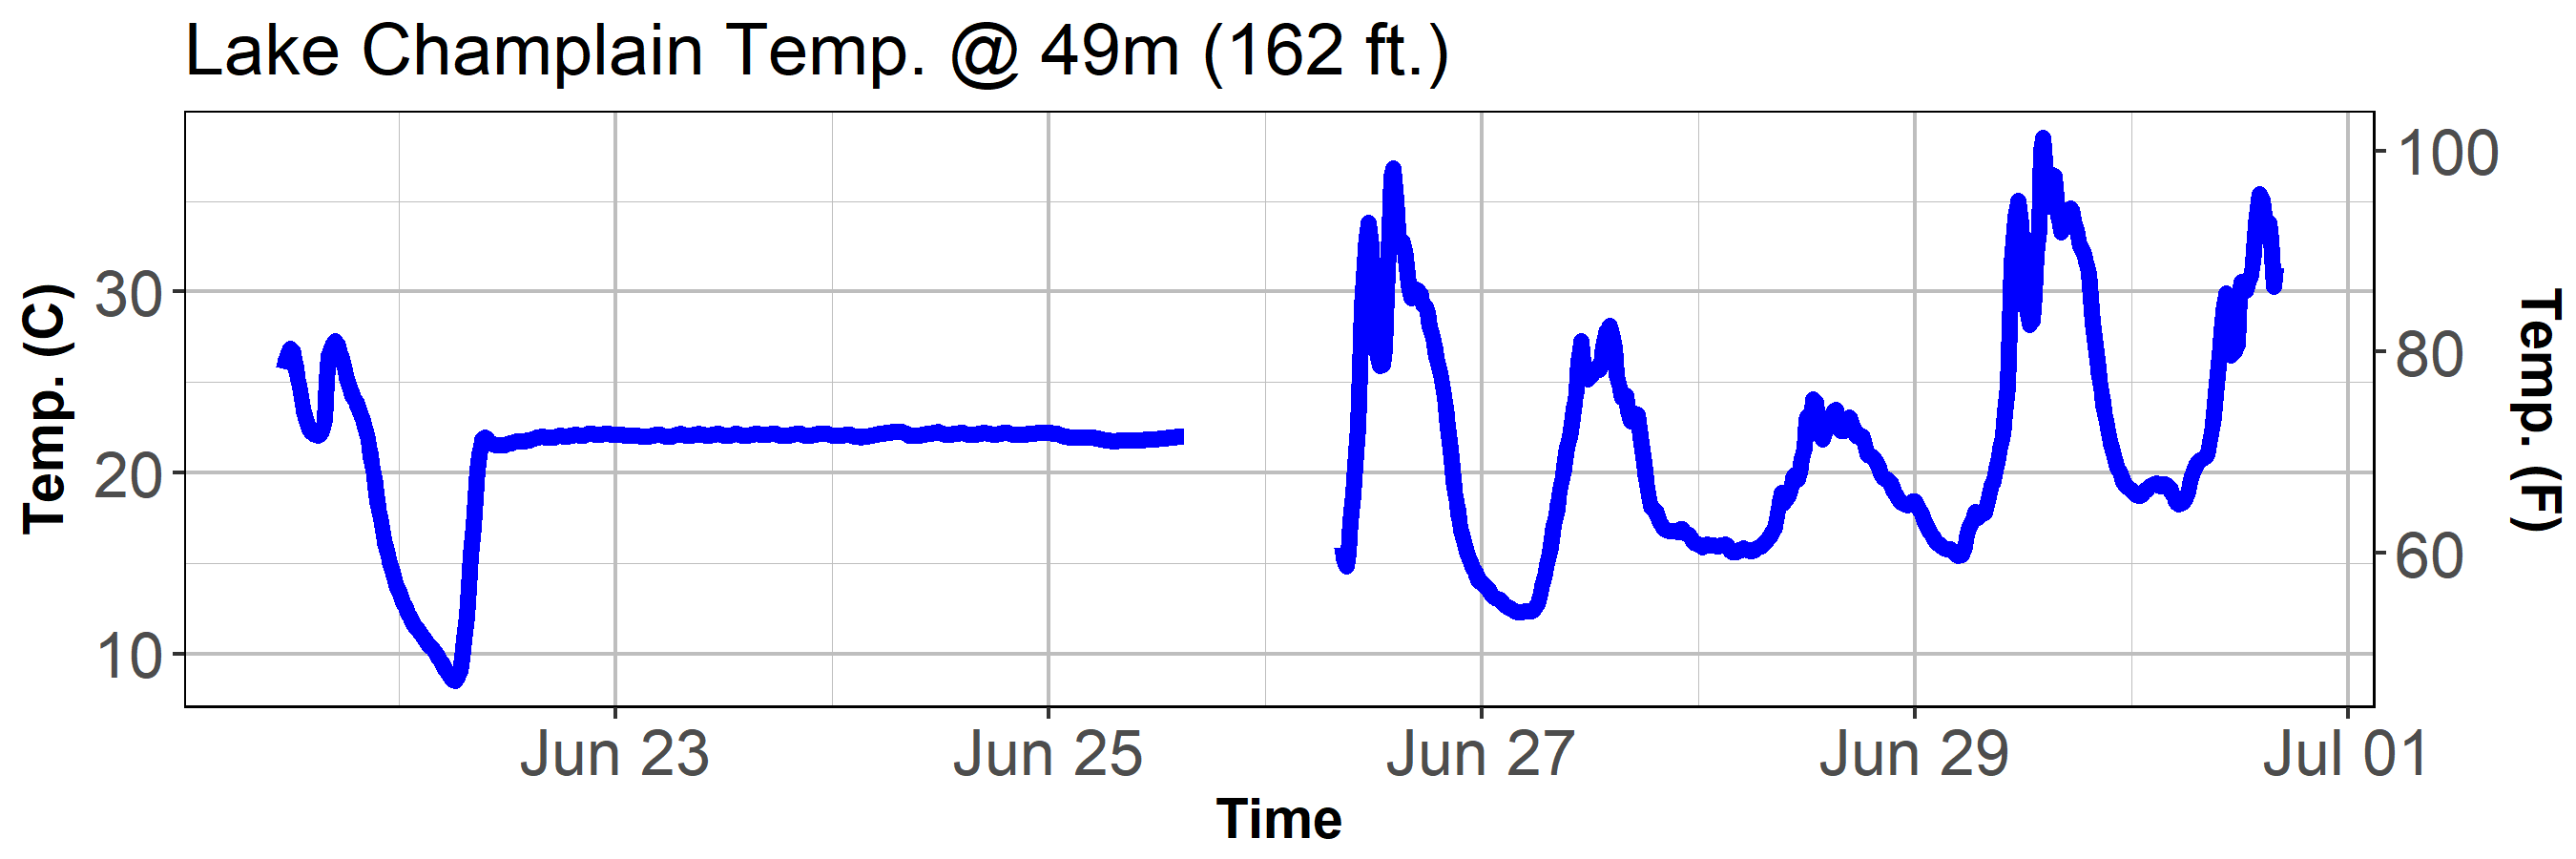 Lake Champlain Temp. @ 49m (162 ft.)
Temp. (C)
30
20
10
100
80
60
Temp. (F)
Jun 23 Jun 25 Jun 27 Jun 29 Jul 01
Time